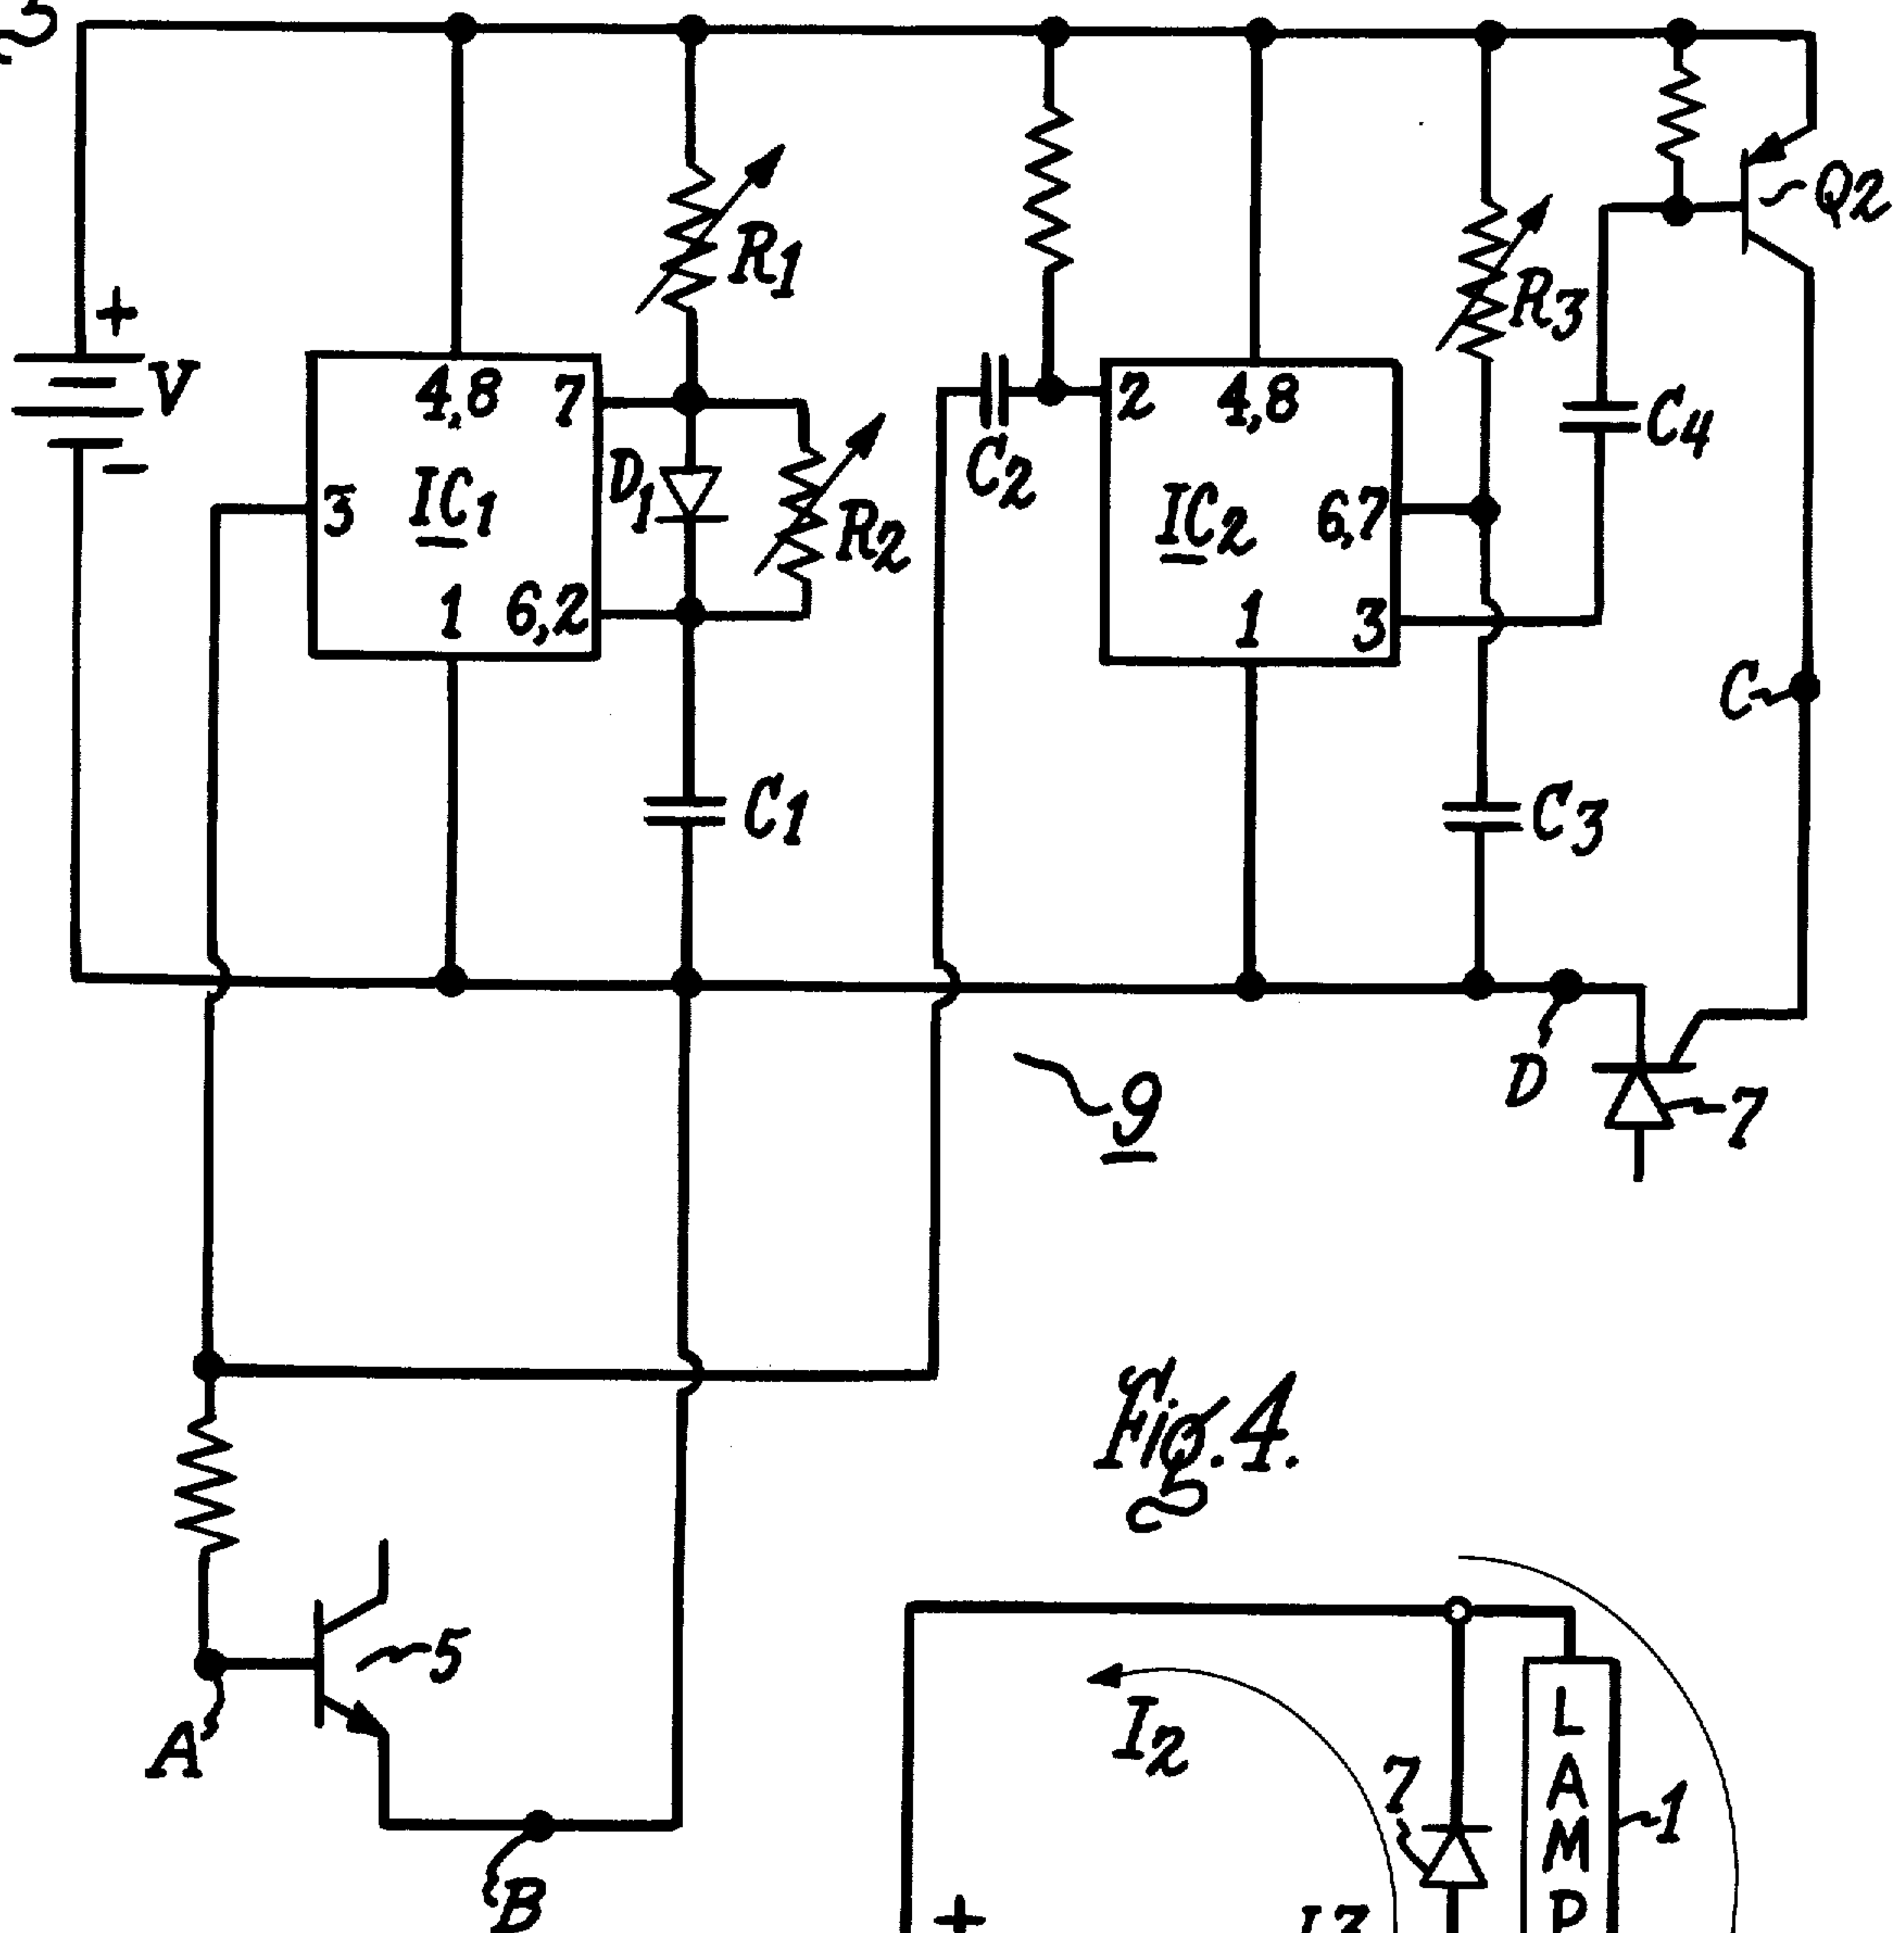 +
V
−
4,8
7
3
IC1
1
6,2
R1
D1
R2
C1
C2
2
4,8
IC2
6,7
1
3
R3
Q2
C4
C
C3
D
7
9
5
A
B
Fig. 4.
I2
7
LAMP
1
+